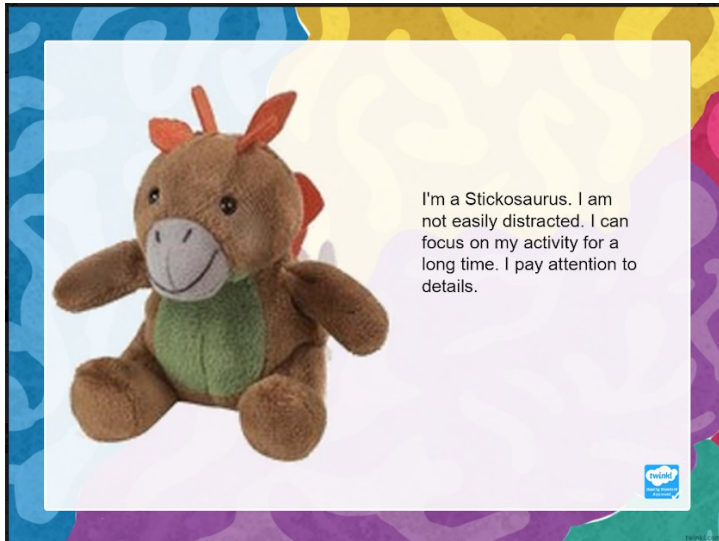 I'm a Stickosaurus. I am
not easily distracted. I can
focus on my activity for a
long time. I pay attention to
details.
twinkl